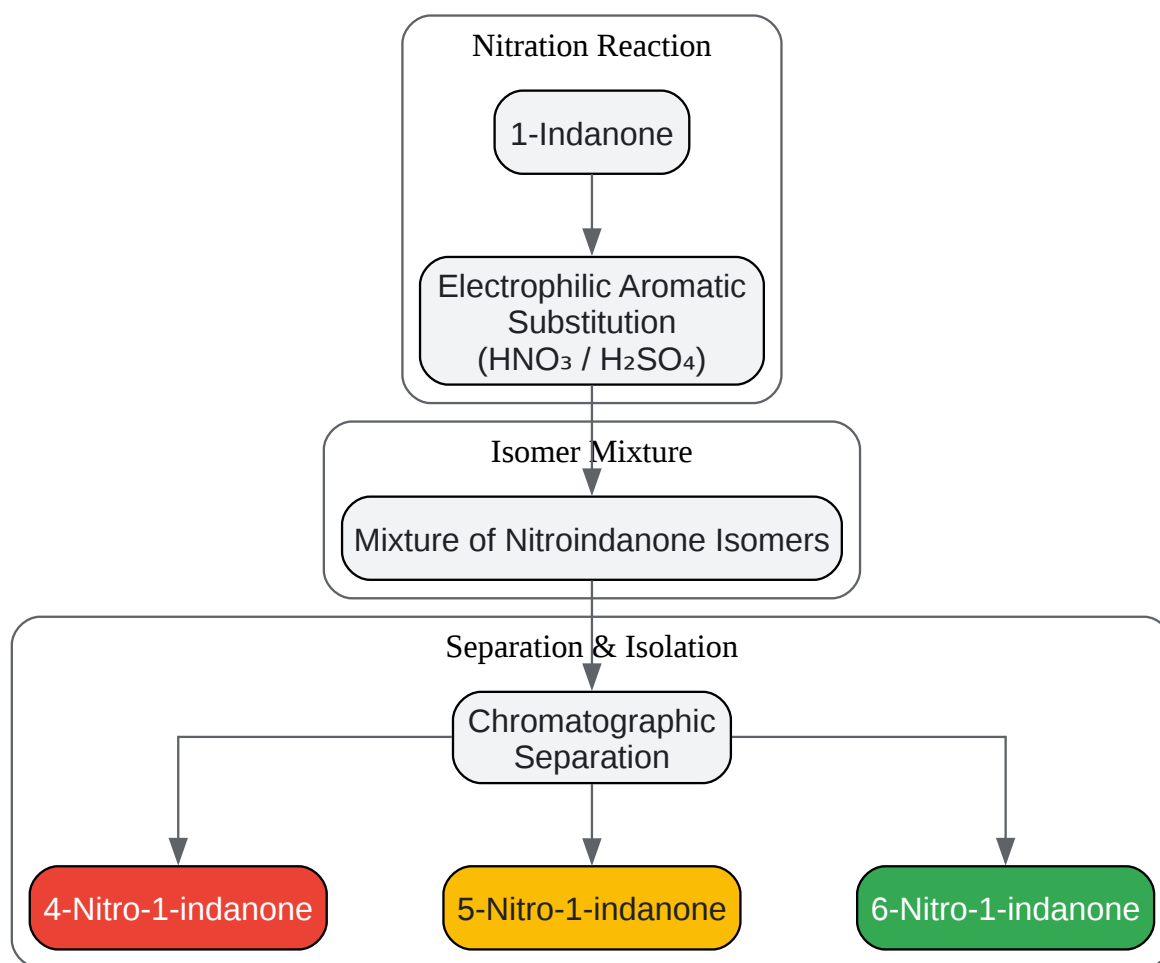 Nitration Reaction
1-Indanone
Electrophilic Aromatic
Substitution
(HNO₃ / H₂SO₄)
Isomer Mixture
Mixture of Nitroindanone Isomers
Separation & Isolation
Chromatographic
Separation
4-Nitro-1-indanone
5-Nitro-1-indanone
6-Nitro-1-indanone